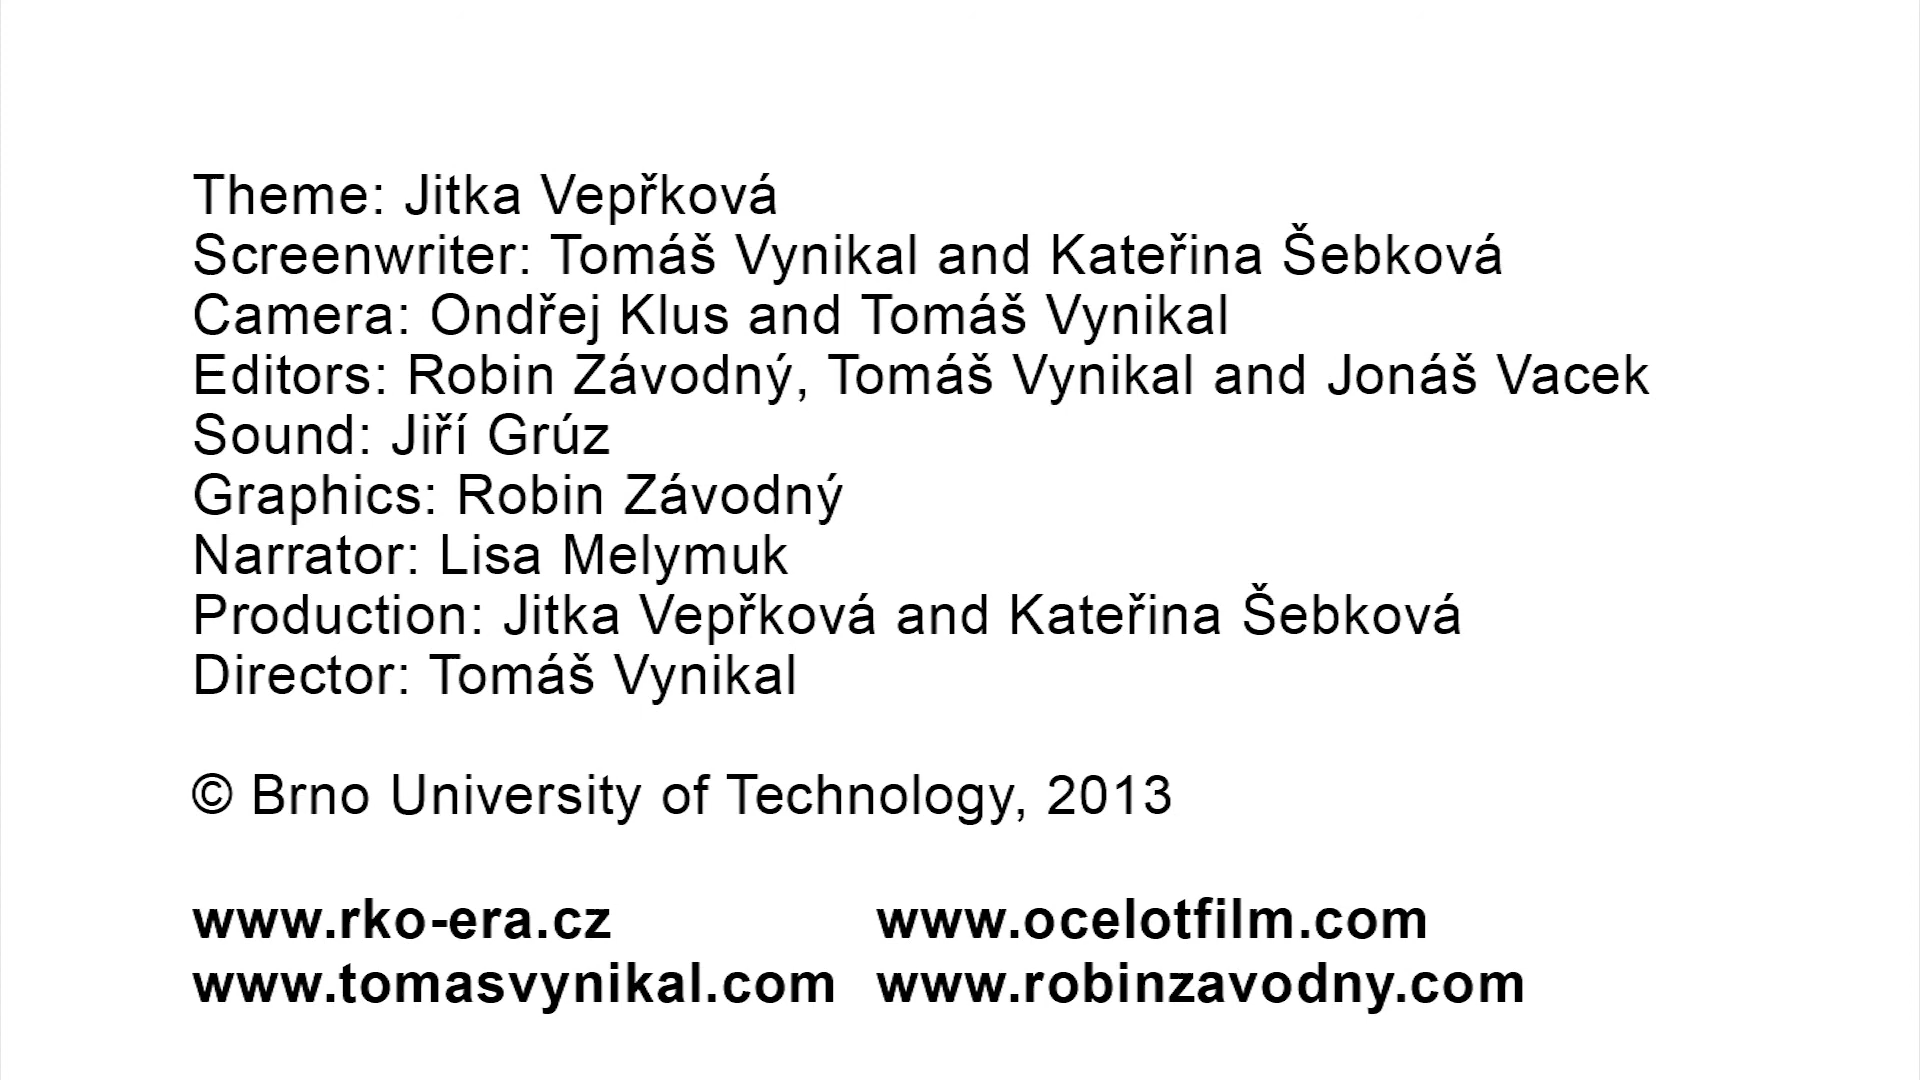 Theme: Jitka Vepřková
Screenwriter: Tomáš Vynikal and Kateřina Šebková
Camera: Ondřej Klus and Tomáš Vynikal
Editors: Robin Závodný, Tomáš Vynikal and Jonáš Vacek
Sound: Jiří Grúz
Graphics: Robin Závodný
Narrator: Lisa Melymuk
Production: Jitka Vepřková and Kateřina Šebková
Director: Tomáš Vynikal
© Brno University of Technology, 2013
www.rko-era.cz www.ocelotfilm.com
www.tomasvynikal.com www.robinzavodny.com